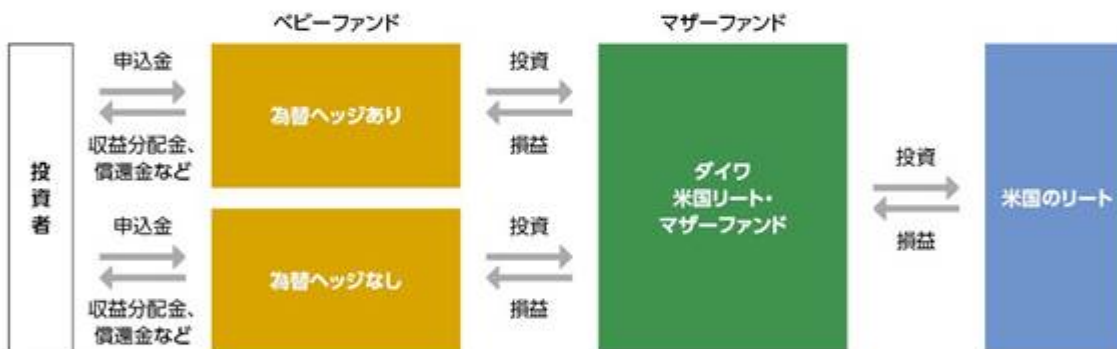 ベビーファンド
マザーファンド
投資者
申込金
収益分配金、
償還金など
申込金
収益分配金、
償還金など
為替ヘッジあり
為替ヘッジなし
投資
損益
投資
損益
ダイワ
米国リート・
マザーファンド
投資
損益
米国のリート